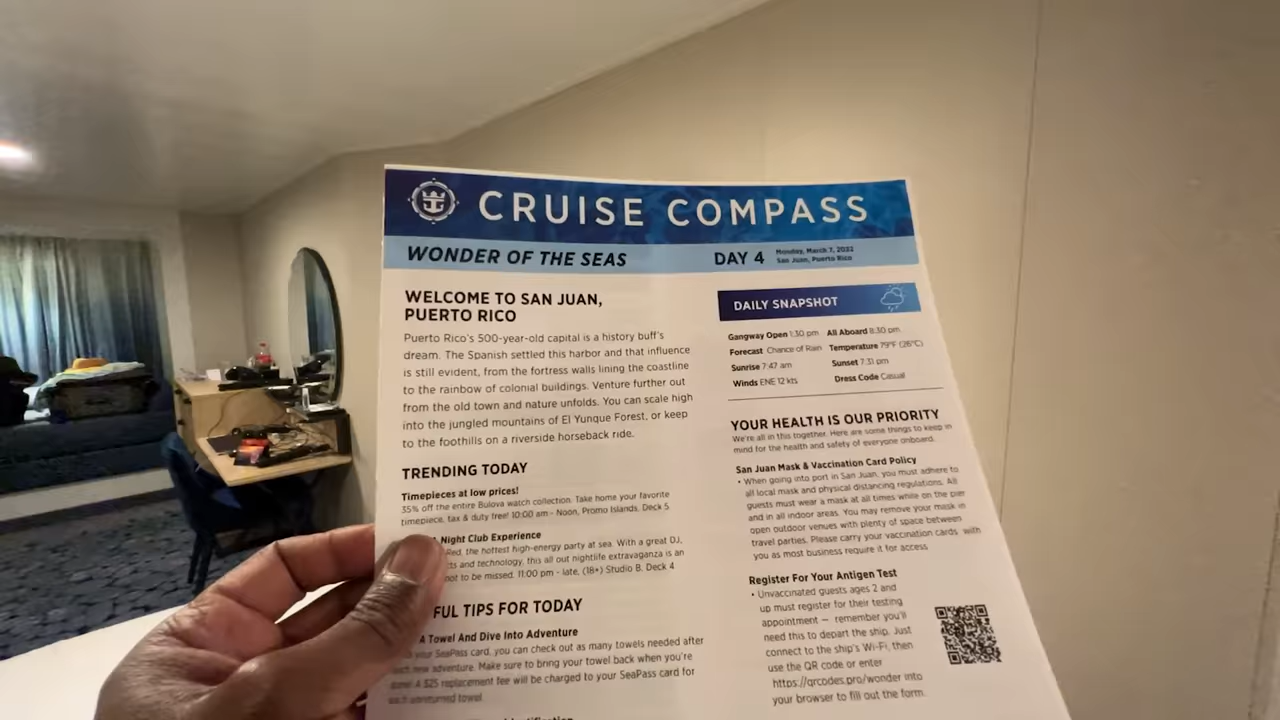 CRUISE COMPASS
WONDER OF THE SEAS
DAY 4
Monday, March 7, 2022
San Juan, Puerto Rico
WELCOME TO SAN JUAN,
PUERTO RICO
Puerto Rico's 500-year-old capital is a history buff's
dream. The Spanish settled this harbor and that influence
is still evident, from the fortress walls lining the coastline
to the rainbow of colonial buildings. Venture further out
from the old town and nature unfolds. You can scale high
into the jungled mountains of El Yunque Forest, or keep
to the foothills on a riverside horseback ride.
TRENDING TODAY
Timepieces at low prices!
35% off the entire Bulova watch collection. Take home your favorite
timepiece, tax & duty free! 10:00 am - Noon, Promo Islands, Deck 5
Night Club Experience
Red, the hottest high-energy party at sea. With a great DJ,
and technology, this all out nightlife extravaganza is an
not to be missed. 11:00 pm - late, (18+) Studio B, Deck 4
TIPS FOR TODAY
A Towel And Dive Into Adventure
your SeaPass card, you can check out as many towels needed after
each new adventure. Make sure to bring your towel back when you're
done! A $25 replacement fee will be charged to your SeaPass card for
each unreturned towel.
DAILY SNAPSHOT
Gangway Open 1:30 pm All Aboard 8:30 pm
Forecast Chance of Rain Temperature 79°F (26°C)
Sunrise 7:47 am Sunset 7:31 pm
Winds ENE 12 kts Dress Code Casual
YOUR HEALTH IS OUR PRIORITY
We're all in this together. Here are some things to keep in
mind for the health and safety of everyone onboard.
San Juan Mask & Vaccination Card Policy
• When going into port in San Juan, you must adhere to
all local mask and physical distancing regulations. All
guests must wear a mask at all times while on the pier
and in all indoor areas. You may remove your mask in
open outdoor venues with plenty of space between
travel parties. Please carry your vaccination cards with
you as most business require it for access
Register For Your Antigen Test
• Unvaccinated guests ages 2 and
up must register for their testing
appointment — remember you'll
need this to depart the ship. Just
connect to the ship's Wi-Fi, then
use the QR code or enter
https://qrcodes.pro/wonder into
your browser to fill out the form.